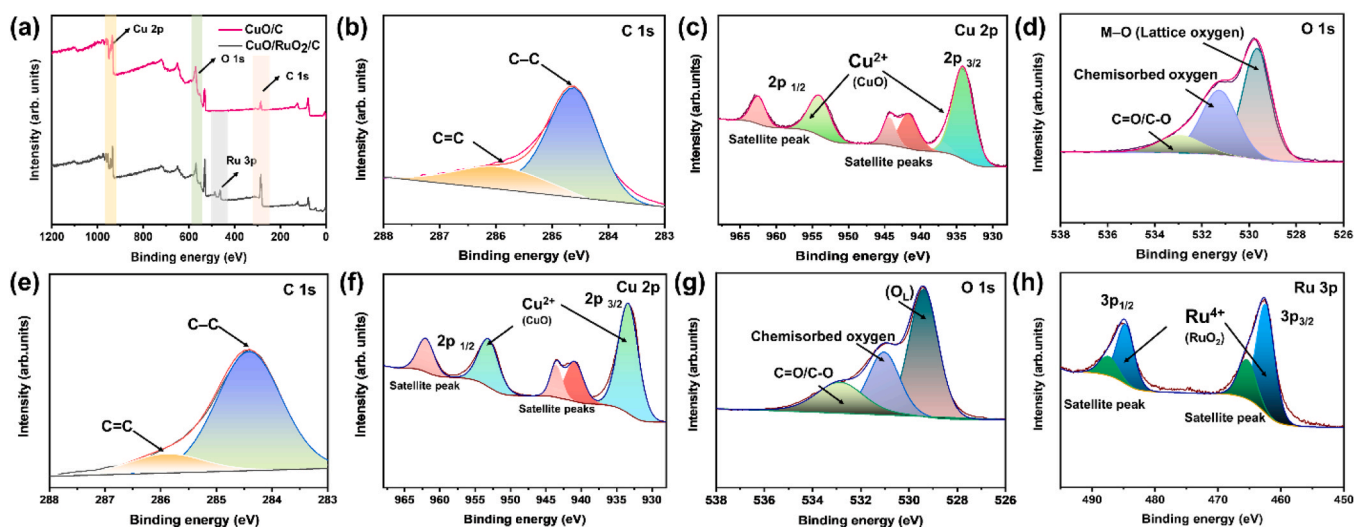 (a)
Cu 2p
CuO/C
CuO/RuO2/C
O 1s
C 1s
Ru 3p
Intensity (arb. units)
1200 1000 800 600 400 200 0
Binding energy (eV)
(b)
C 1s
C–C
C=C
Intensity (arb. units)
288 287 286 285 284 283
Binding energy (eV)
(c)
Cu 2p
2p 1/2
Cu2+
(CuO)
2p 3/2
Satellite peak
Satellite peaks
Intensity (arb.units)
965 960 955 950 945 940 935 930
Binding energy (eV)
(d)
O 1s
M–O (Lattice oxygen)
Chemisorbed oxygen
C=O/C-O
Intensity (arb.units)
538 536 534 532 530 528 526
Binding energy (eV)
(e)
C 1s
C–C
C=C
Intensity (arb. units)
288 287 286 285 284 283
Binding energy (eV)
(f)
Cu 2p
2p 3/2
Cu2+
(CuO)
2p 1/2
Satellite peak
Satellite peaks
Intensity (arb.units)
965 960 955 950 945 940 935 930
Binding energy (eV)
(g)
O 1s
(OL)
Chemisorbed oxygen
C=O/C-O
Intensity (arb.units)
538 536 534 532 530 528 526
Binding energy (eV)
(h)
Ru 3p
3p1/2
Ru4+
(RuO2)
3p3/2
Satellite peak
Satellite peak
Intensity (arb.units)
490 480 470 460 450
Binding energy (eV)